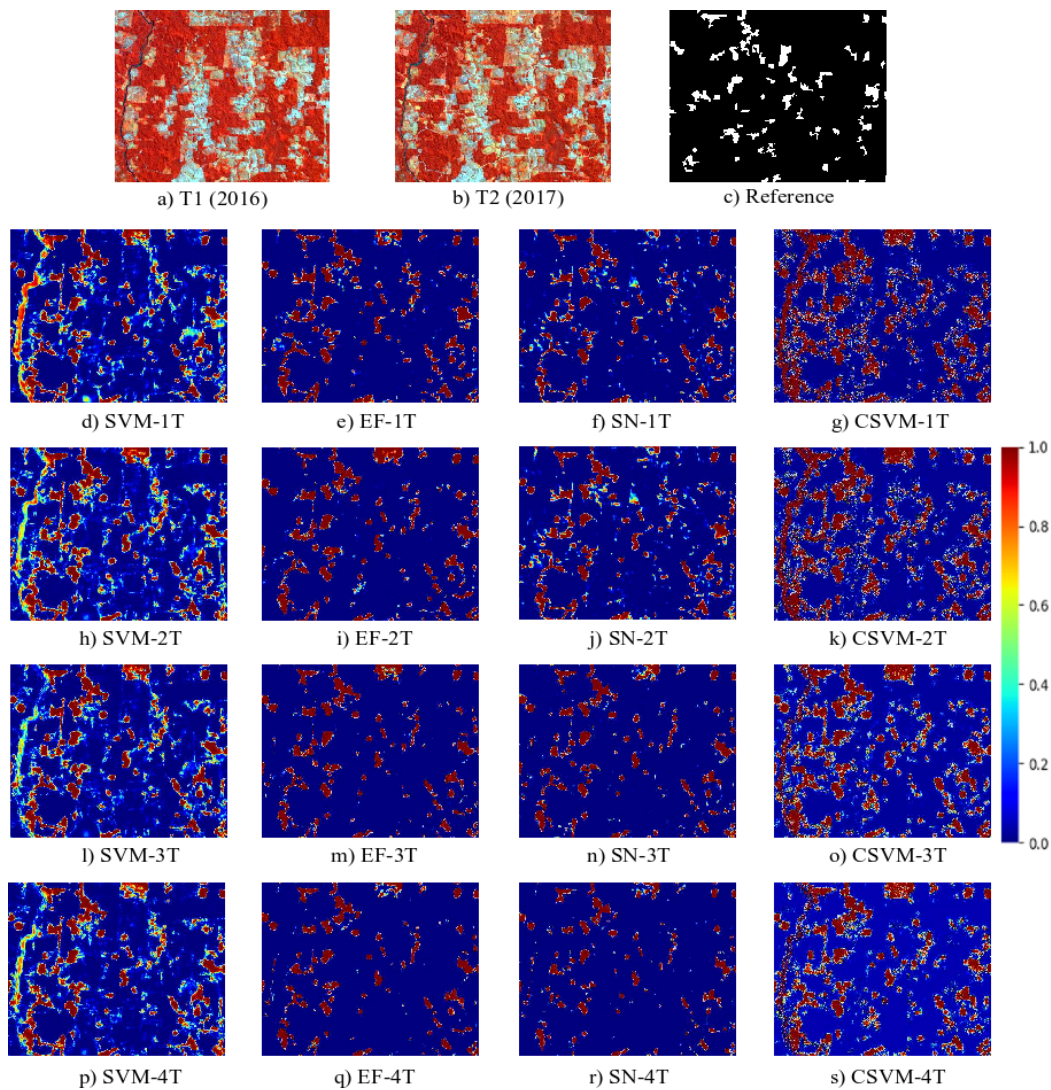 a) T1 (2016)
b) T2 (2017)
c) Reference
d) SVM-1T
e) EF-1T
f) SN-1T
g) CSVM-1T
h) SVM-2T
i) EF-2T
j) SN-2T
k) CSVM-2T
1.0
0.8
0.6
0.4
0.2
0.0
l) SVM-3T
m) EF-3T
n) SN-3T
o) CSVM-3T
p) SVM-4T
q) EF-4T
r) SN-4T
s) CSVM-4T